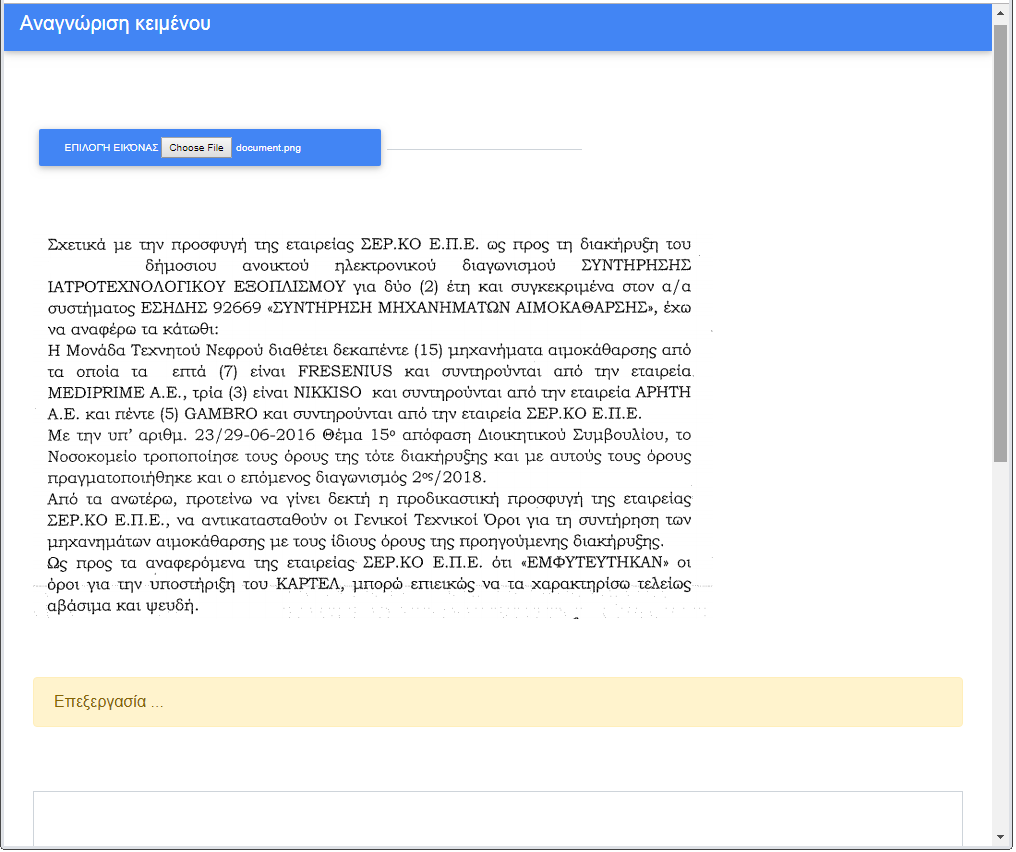 Αναγνώριση κειμένου
ΕΠΙΛΟΓΉ ΕΙΚΌΝΑΣ Choose File document.png
Σχετικά με την προσφυγή της εταιρείας ΣΕΡ.ΚΟ Ε.Π.Ε. ως προς τη διακήρυξη του
δήμοσιου ανοικτού ηλεκτρονικού διαγωνισμού ΣΥΝΤΗΡΗΣΗΣ
ΙΑΤΡΟΤΕΧΝΟΛΟΓΙΚΟΥ ΕΞΟΠΛΙΣΜΟΥ για δύο (2) έτη και συγκεκριμένα στον α/α
συστήματος ΕΣΗΔΗΣ 92669 «ΣΥΝΤΗΡΗΣΗ ΜΗΧΑΝΗΜΑΤΩΝ ΑΙΜΟΚΑΘΑΡΣΗΣ», έχω
να αναφέρω τα κάτωθι:
Η Μονάδα Τεχνητού Νεφρού διαθέτει δεκαπέντε (15) μηχανήματα αιμοκάθαρσης από
τα οποία τα επτά (7) είναι FRESENIUS και συντηρούνται από την εταιρεία
MEDIPRIME A.E., τρία (3) είναι NIKKISO και συντηρούνται από την εταιρεία ΑΡΗΤΗ
Α.Ε. και πέντε (5) GAMBRO και συντηρούνται από την εταιρεία ΣΕΡ.ΚΟ Ε.Π.Ε.
Με την υπ' αριθμ. 23/29-06-2016 Θέμα 15ο απόφαση Διοικητικού Συμβουλίου, το
Νοσοκομείο τροποποίησε τους όρους της τότε διακήρυξης και με αυτούς τους όρους
πραγματοποιήθηκε και ο επόμενος διαγωνισμός 2ος/2018.
Από τα ανωτέρω, προτείνω να γίνει δεκτή η προδικαστική προσφυγή της εταιρείας
ΣΕΡ.ΚΟ Ε.Π.Ε., να αντικατασταθούν οι Γενικοί Τεχνικοί Όροι για τη συντήρηση των
μηχανημάτων αιμοκάθαρσης με τους ίδιους όρους της προηγούμενης διακήρυξης.
Ως προς τα αναφερόμενα της εταιρείας ΣΕΡ.ΚΟ Ε.Π.Ε. ότι «ΕΜΦΥΤΕΥΤΗΚΑΝ» οι
όροι για την υποστήριξη του ΚΑΡΤΕΛ, μπορώ επιεικώς να τα χαρακτηρίσω τελείως
αβάσιμα και ψευδή.
Επεξεργασία ...